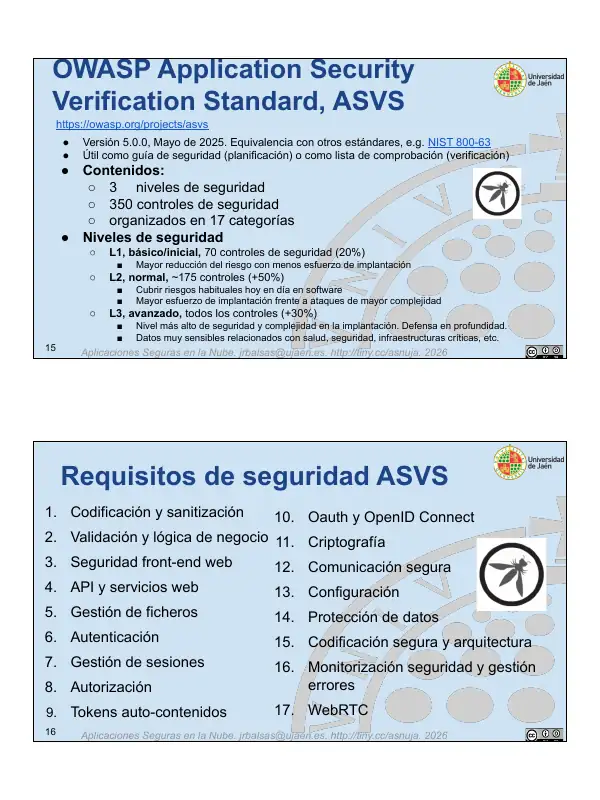 OWASP Application Security
Verification Standard, ASVS
Universidad
de Jaén
https://owasp.org/projects/asvs
● Versión 5.0.0, Mayo de 2025. Equivalencia con otros estándares, e.g. NIST 800-63
● Útil como guía de seguridad (planificación) o como lista de comprobación (verificación)
● Contenidos:
○ 3 niveles de seguridad
○ 350 controles de seguridad
○ organizados en 17 categorías
● Niveles de seguridad
○ L1, básico/inicial, 70 controles de seguridad (20%)
■ Mayor reducción del riesgo con menos esfuerzo de implantación
○ L2, normal, ~175 controles (+50%)
■ Cubrir riesgos habituales hoy en día en software
■ Mayor esfuerzo de implantación frente a ataques de mayor complejidad
○ L3, avanzado, todos los controles (+30%)
■ Nivel más alto de seguridad y complejidad en la implantación. Defensa en profundidad.
■ Datos muy sensibles relacionados con salud, seguridad, infraestructuras críticas, etc.
15
Aplicaciones Seguras en la Nube. jrbalsas@ujaen.es. http://tiny.cc/asnuja. 2026
Requisitos de seguridad ASVS
Universidad
de Jaén
1. Codificación y sanitización
2. Validación y lógica de negocio
3. Seguridad front-end web
4. API y servicios web
5. Gestión de ficheros
6. Autenticación
7. Gestión de sesiones
8. Autorización
9. Tokens auto-contenidos
10. Oauth y OpenID Connect
11. Criptografía
12. Comunicación segura
13. Configuración
14. Protección de datos
15. Codificación segura y arquitectura
16. Monitorización seguridad y gestión
errores
17. WebRTC
16
Aplicaciones Seguras en la Nube. jrbalsas@ujaen.es. http://tiny.cc/asnuja. 2026